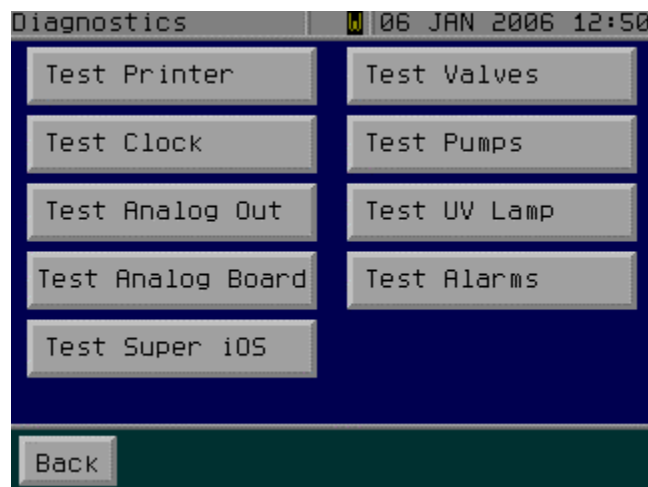 Diagnostics W 06 JAN 2006 12:50
Test Printer Test Valves
Test Clock Test Pumps
Test Analog Out Test UV Lamp
Test Analog Board Test Alarms
Test Super iOS
Back